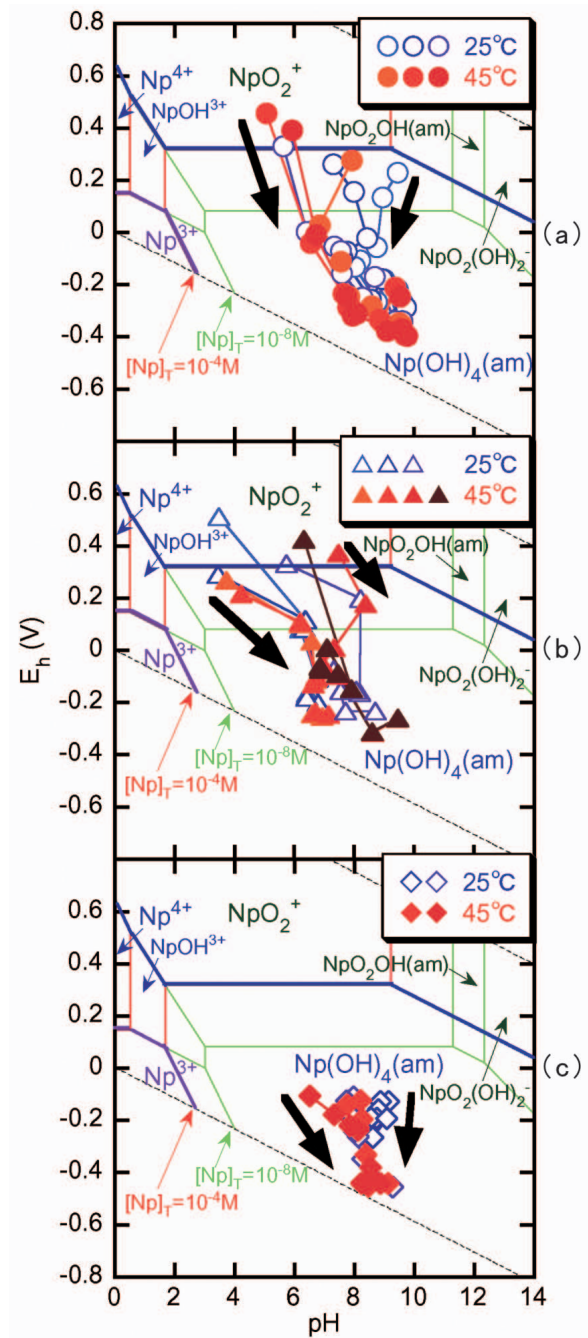 0.8
0.6
0.4
0.2
0
-0.2
-0.4
-0.6
Np⁴⁺
NpOH³⁺
NpO₂⁺
25°C
45°C
NpO₂OH(am)
NpO₂(OH)₂⁻
Np³⁺
[Np]T=10⁻⁴M
[Np]T=10⁻⁸M
Np(OH)₄(am)
(a)
0.6
0.4
0.2
0
-0.2
-0.4
-0.6
Eh (V)
Np⁴⁺
NpOH³⁺
NpO₂⁺
25°C
45°C
NpO₂OH(am)
NpO₂(OH)₂⁻
Np³⁺
[Np]T=10⁻⁴M
[Np]T=10⁻⁸M
Np(OH)₄(am)
(b)
0.6
0.4
0.2
0
-0.2
-0.4
-0.6
-0.8
Np⁴⁺
NpOH³⁺
NpO₂⁺
25°C
45°C
NpO₂OH(am)
Np(OH)₄(am)
NpO₂(OH)₂⁻
Np³⁺
[Np]T=10⁻⁴M
[Np]T=10⁻⁸M
(c)
0 2 4 6 8 10 12 14
pH